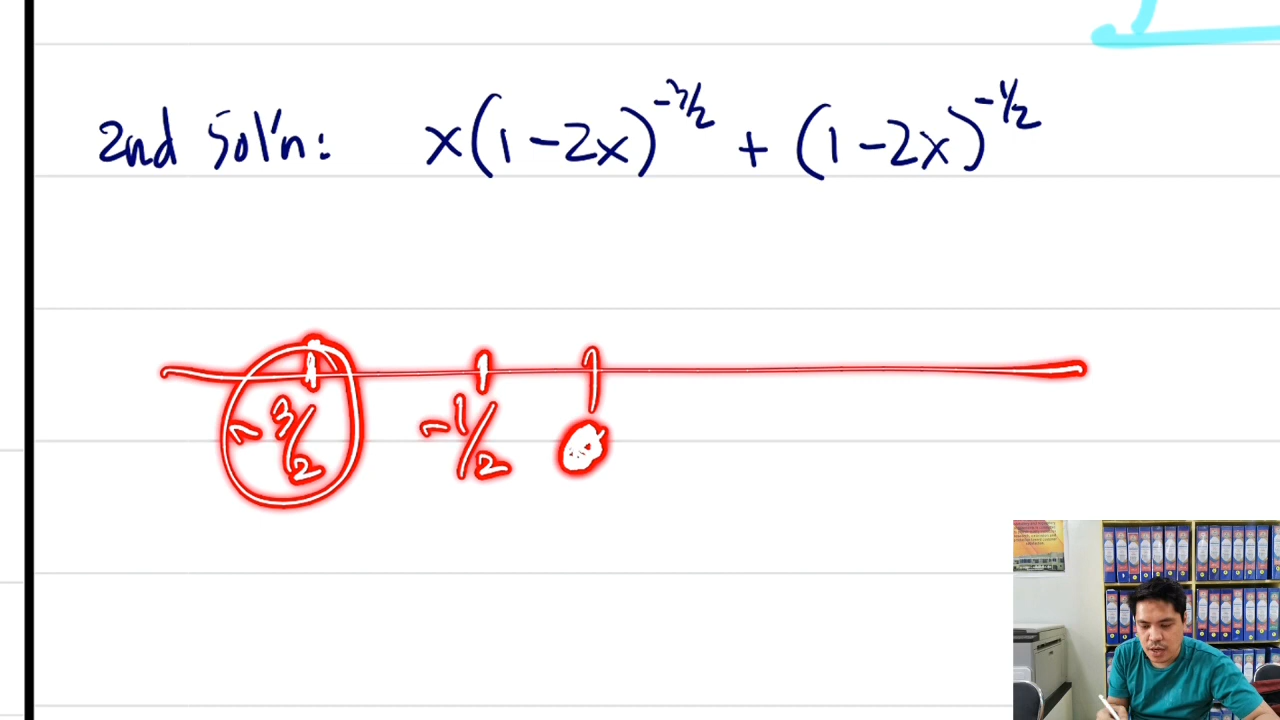 2nd Sol'n: x(1-2x)^{-3/2} + (1-2x)^{-1/2}
-3/2 -1/2 0